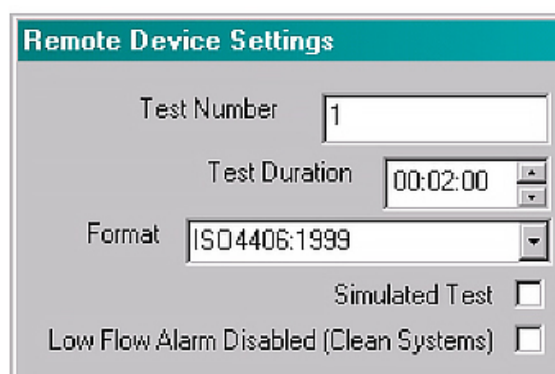 Remote Device Settings
Test Number 1
Test Duration 00:02:00
Format ISO4406:1999
Simulated Test
Low Flow Alarm Disabled (Clean Systems)